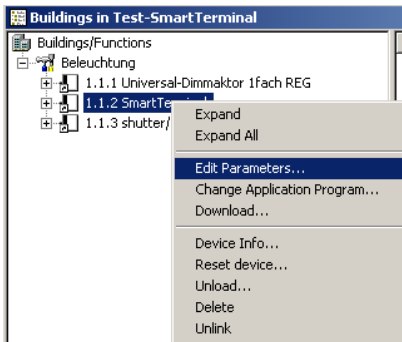 Buildings in Test-SmartTerminal
Buildings/Functions
Beleuchtung
1.1.1 Universal-Dimmaktor 1fach REG
1.1.2 SmartTerminal
1.1.3 shutter/
Expand
Expand All
Edit Parameters...
Change Application Program...
Download...
Device Info...
Reset device...
Unload...
Delete
Unlink